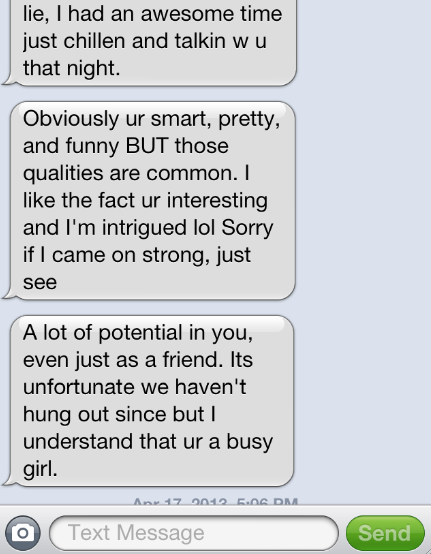 lie, I had an awesome time
just chillen and talkin w u
that night.
Obviously ur smart, pretty,
and funny BUT those
qualities are common. I
like the fact ur interesting
and I'm intrigued lol Sorry
if I came on strong, just
see
A lot of potential in you,
even just as a friend. Its
unfortunate we haven't
hung out since but I
understand that ur a busy
girl.
Apr 17, 2013, 5:06 PM
Text Message
Send